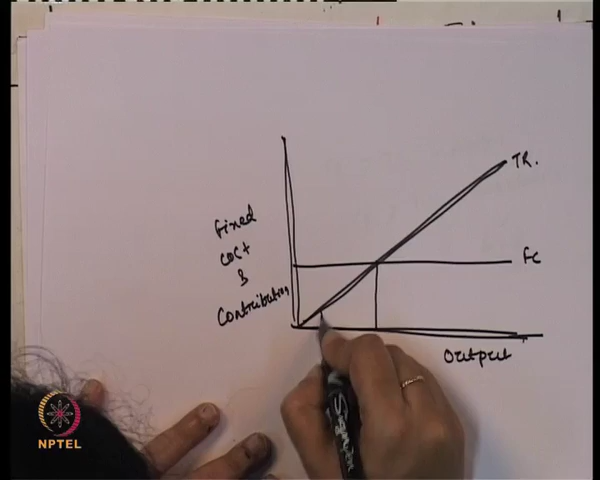 TR.
Fixed
cost
&
Contribution
FC
output
NPTEL